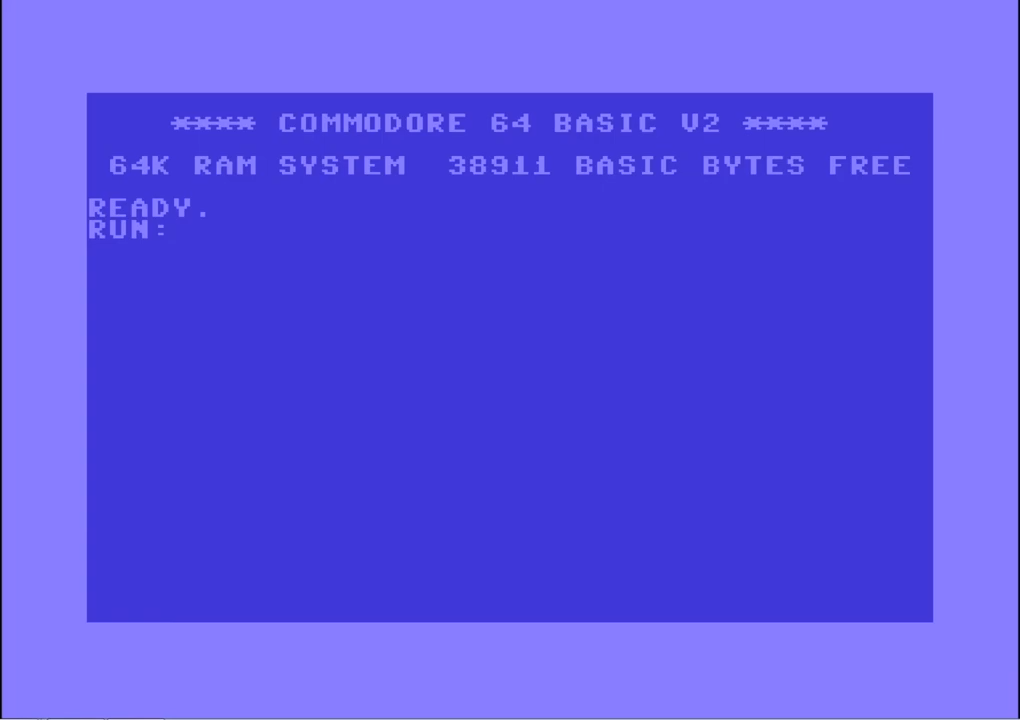 **** COMMODORE 64 BASIC V2 ****
64K RAM SYSTEM  38911 BASIC BYTES FREE
READY.
RUN: